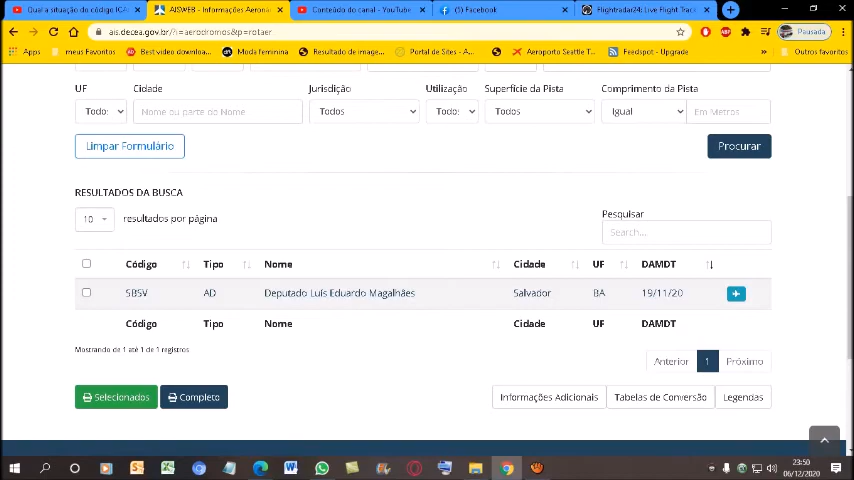 Qual a situação do código ICA
AISWEB - Informações Aeronau
Conteúdo do canal - YouTube
(1) Facebook
Flightradar24: Live Flight Track
ais.decea.gov.br/?i=aerodromos&p=rotaer
Pausada
Apps
meus Favoritos
Best video downloa...
Moda feminina
Resultado de image...
Portal de Sites - A...
Aeroporto Seattle T...
Feedspot - Upgrade
»
Outros favoritos
UF
Cidade
Jurisdição
Utilização
Superfície da Pista
Comprimento da Pista
Todo:
Nome ou parte do Nome
Todos
Todo:
Todos
Igual
Em Metros
Limpar Formulário
Procurar
RESULTADOS DA BUSCA
10
resultados por página
Pesquisar
Search...
Código
Tipo
Nome
Cidade
UF
DAMDT
SBSV
AD
Deputado Luís Eduardo Magalhães
Salvador
BA
19/11/20
Código
Tipo
Nome
Cidade
UF
DAMDT
Mostrando de 1 até 1 de 1 registros
Anterior
1
Próximo
Selecionados
Completo
Informações Adicionais
Tabelas de Conversão
Legendas
23:50
06/12/2020